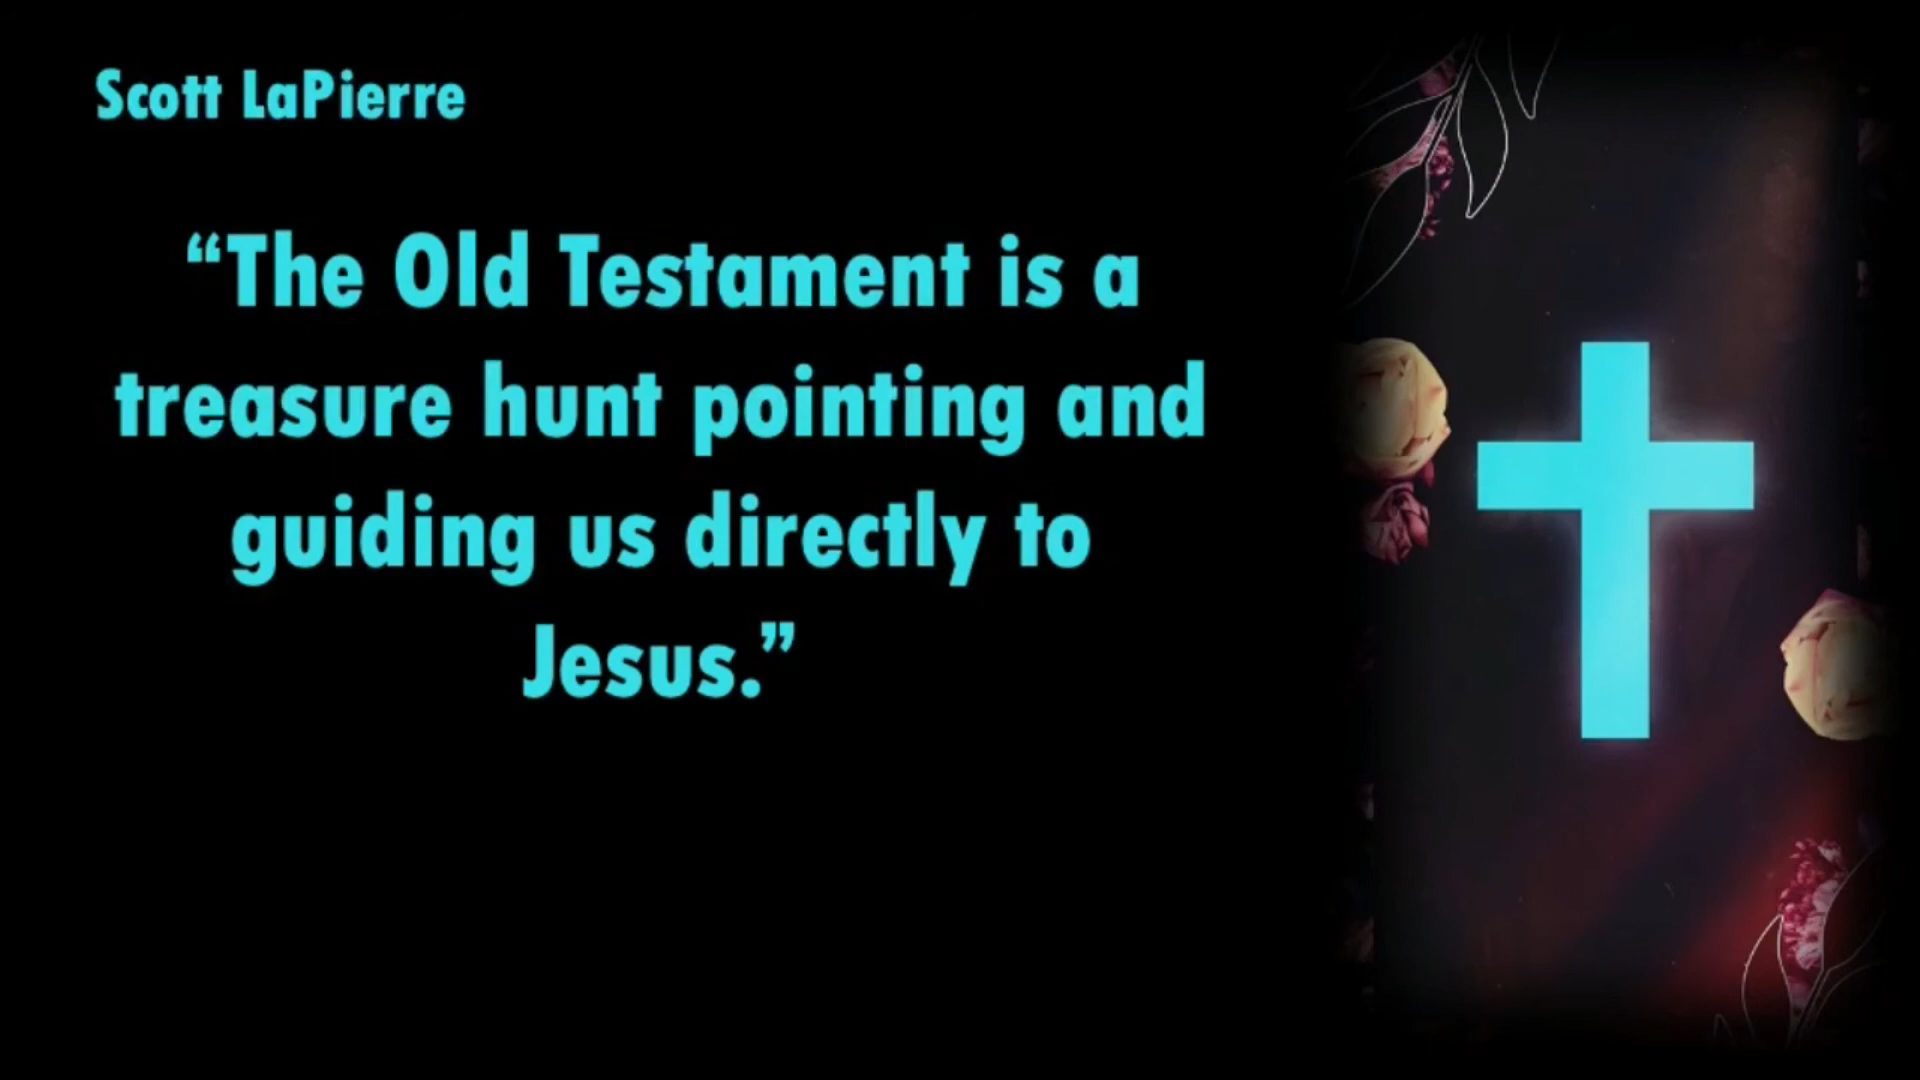 Scott LaPierre
“The Old Testament is a
treasure hunt pointing and
guiding us directly to
Jesus.”